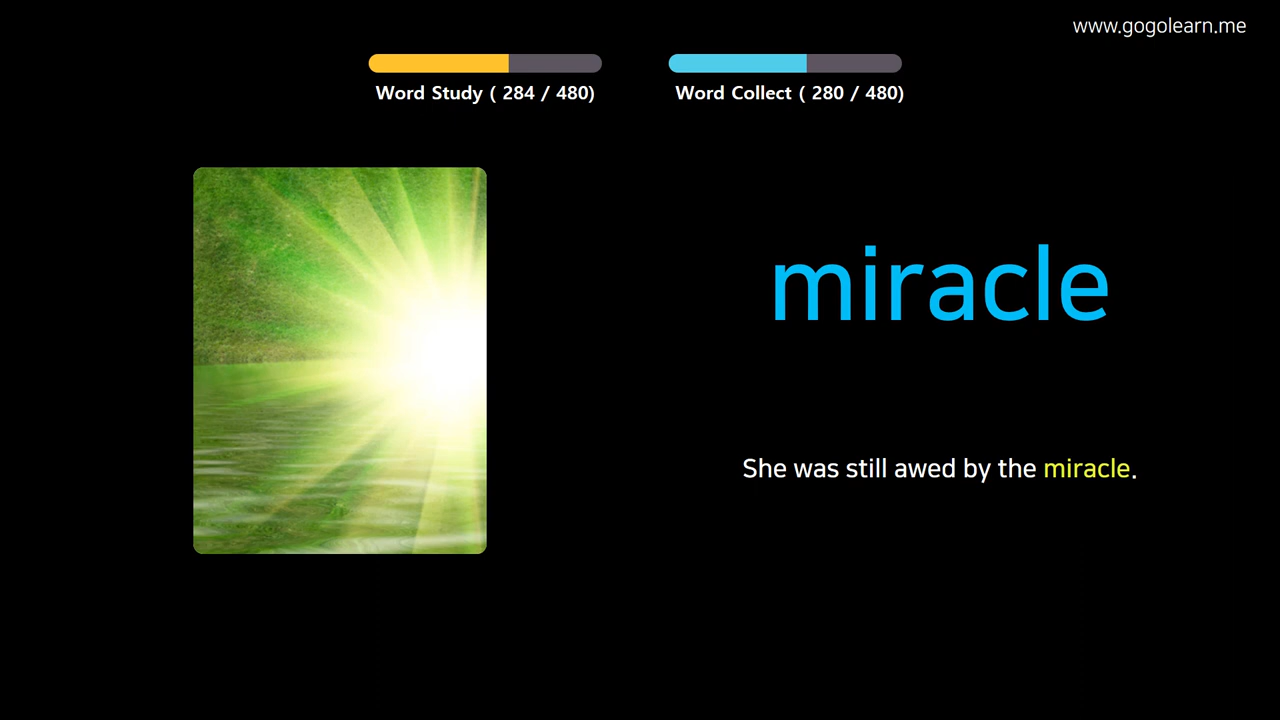 www.gogolearn.me
Word Study ( 284 / 480)
Word Collect ( 280 / 480)
miracle
She was still awed by the miracle.